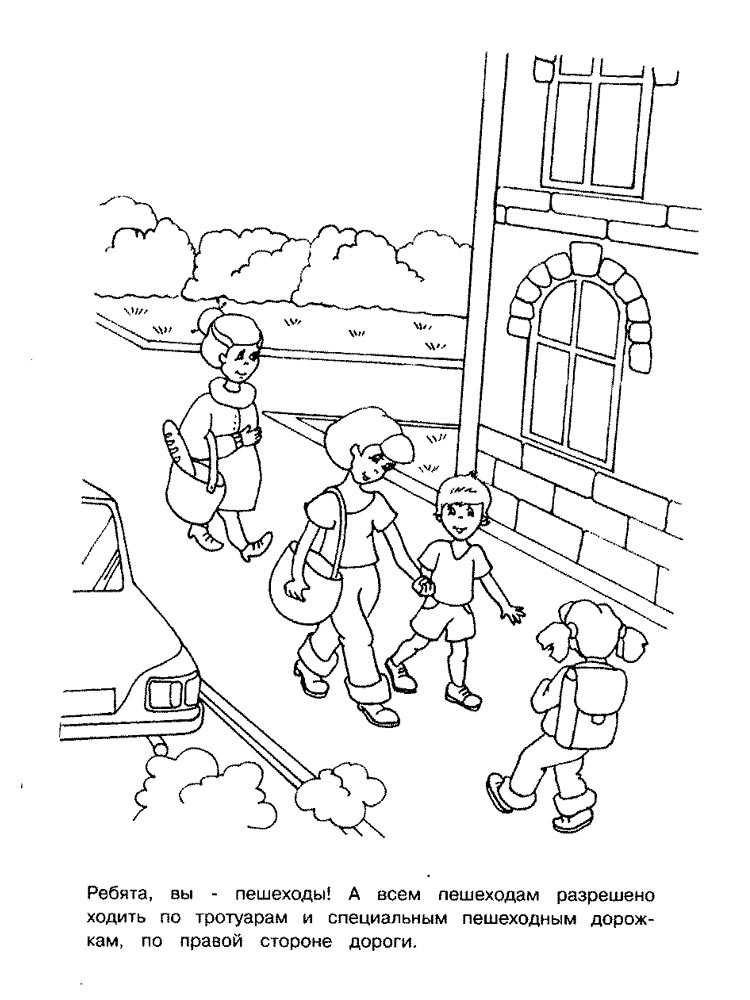 Ребята, вы - пешеходы! А всем пешеходам разрешено
ходить по тротуарам и специальным пешеходным дорож-
кам, по правой стороне дороги.